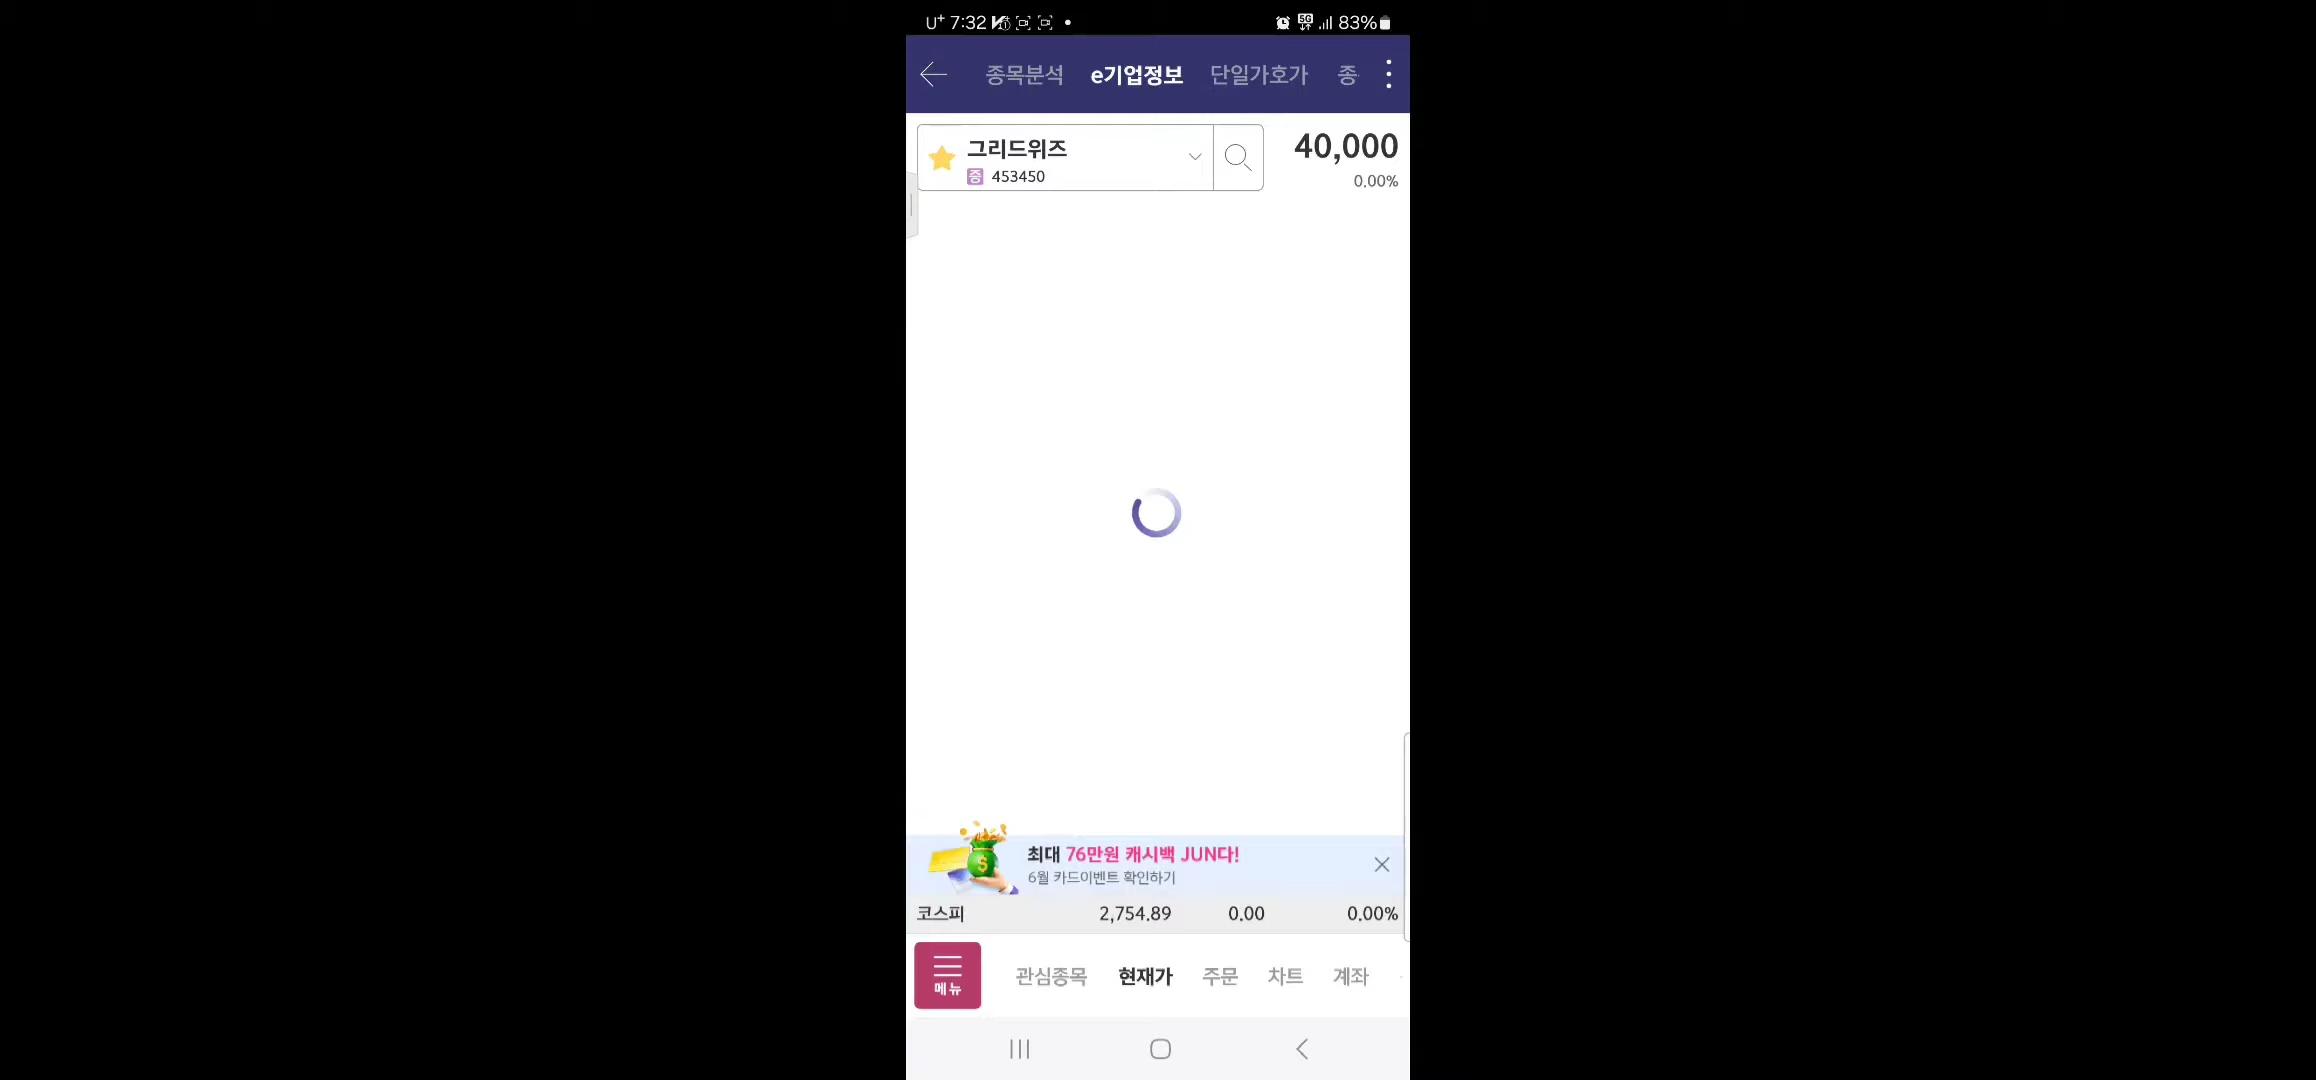 U+ 7:32 83%
종목분석 e기업정보 단일가호가 종
그리드위즈 40,000
증 453450 0.00%
최대 76만원 캐시백 JUN다!
6월 카드이벤트 확인하기
코스피 2,754.89 0.00 0.00%
관심종목 현재가 주문 차트 계좌
메뉴